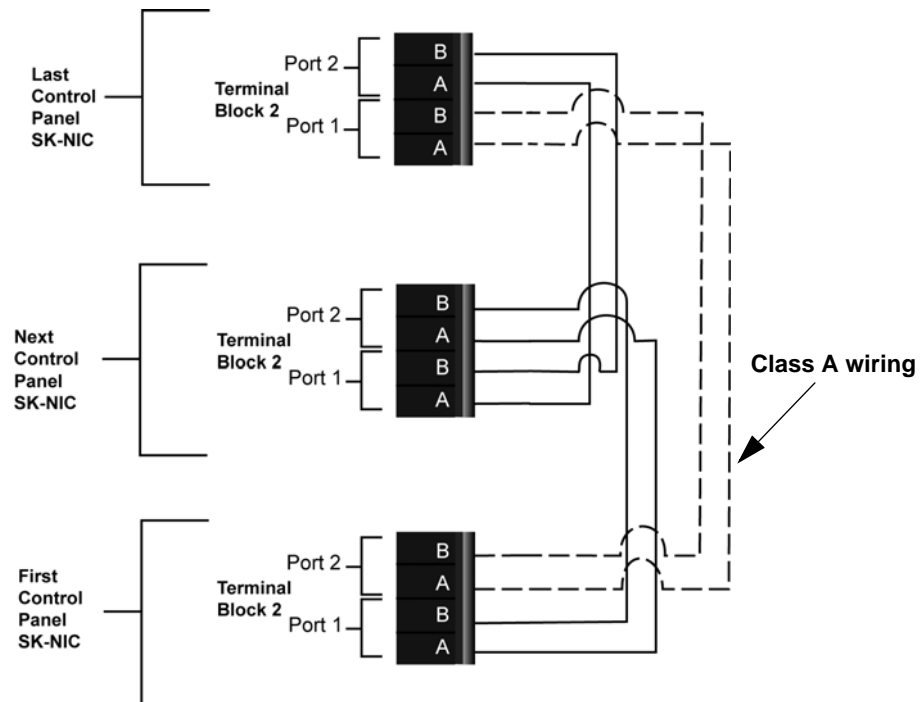 Last
Control
Panel
SK-NIC
Terminal
Block 2
Port 2
Port 1
B
A
B
A
Next
Control
Panel
SK-NIC
Terminal
Block 2
Port 2
Port 1
B
A
B
A
Class A wiring
First
Control
Panel
SK-NIC
Terminal
Block 2
Port 2
Port 1
B
A
B
A